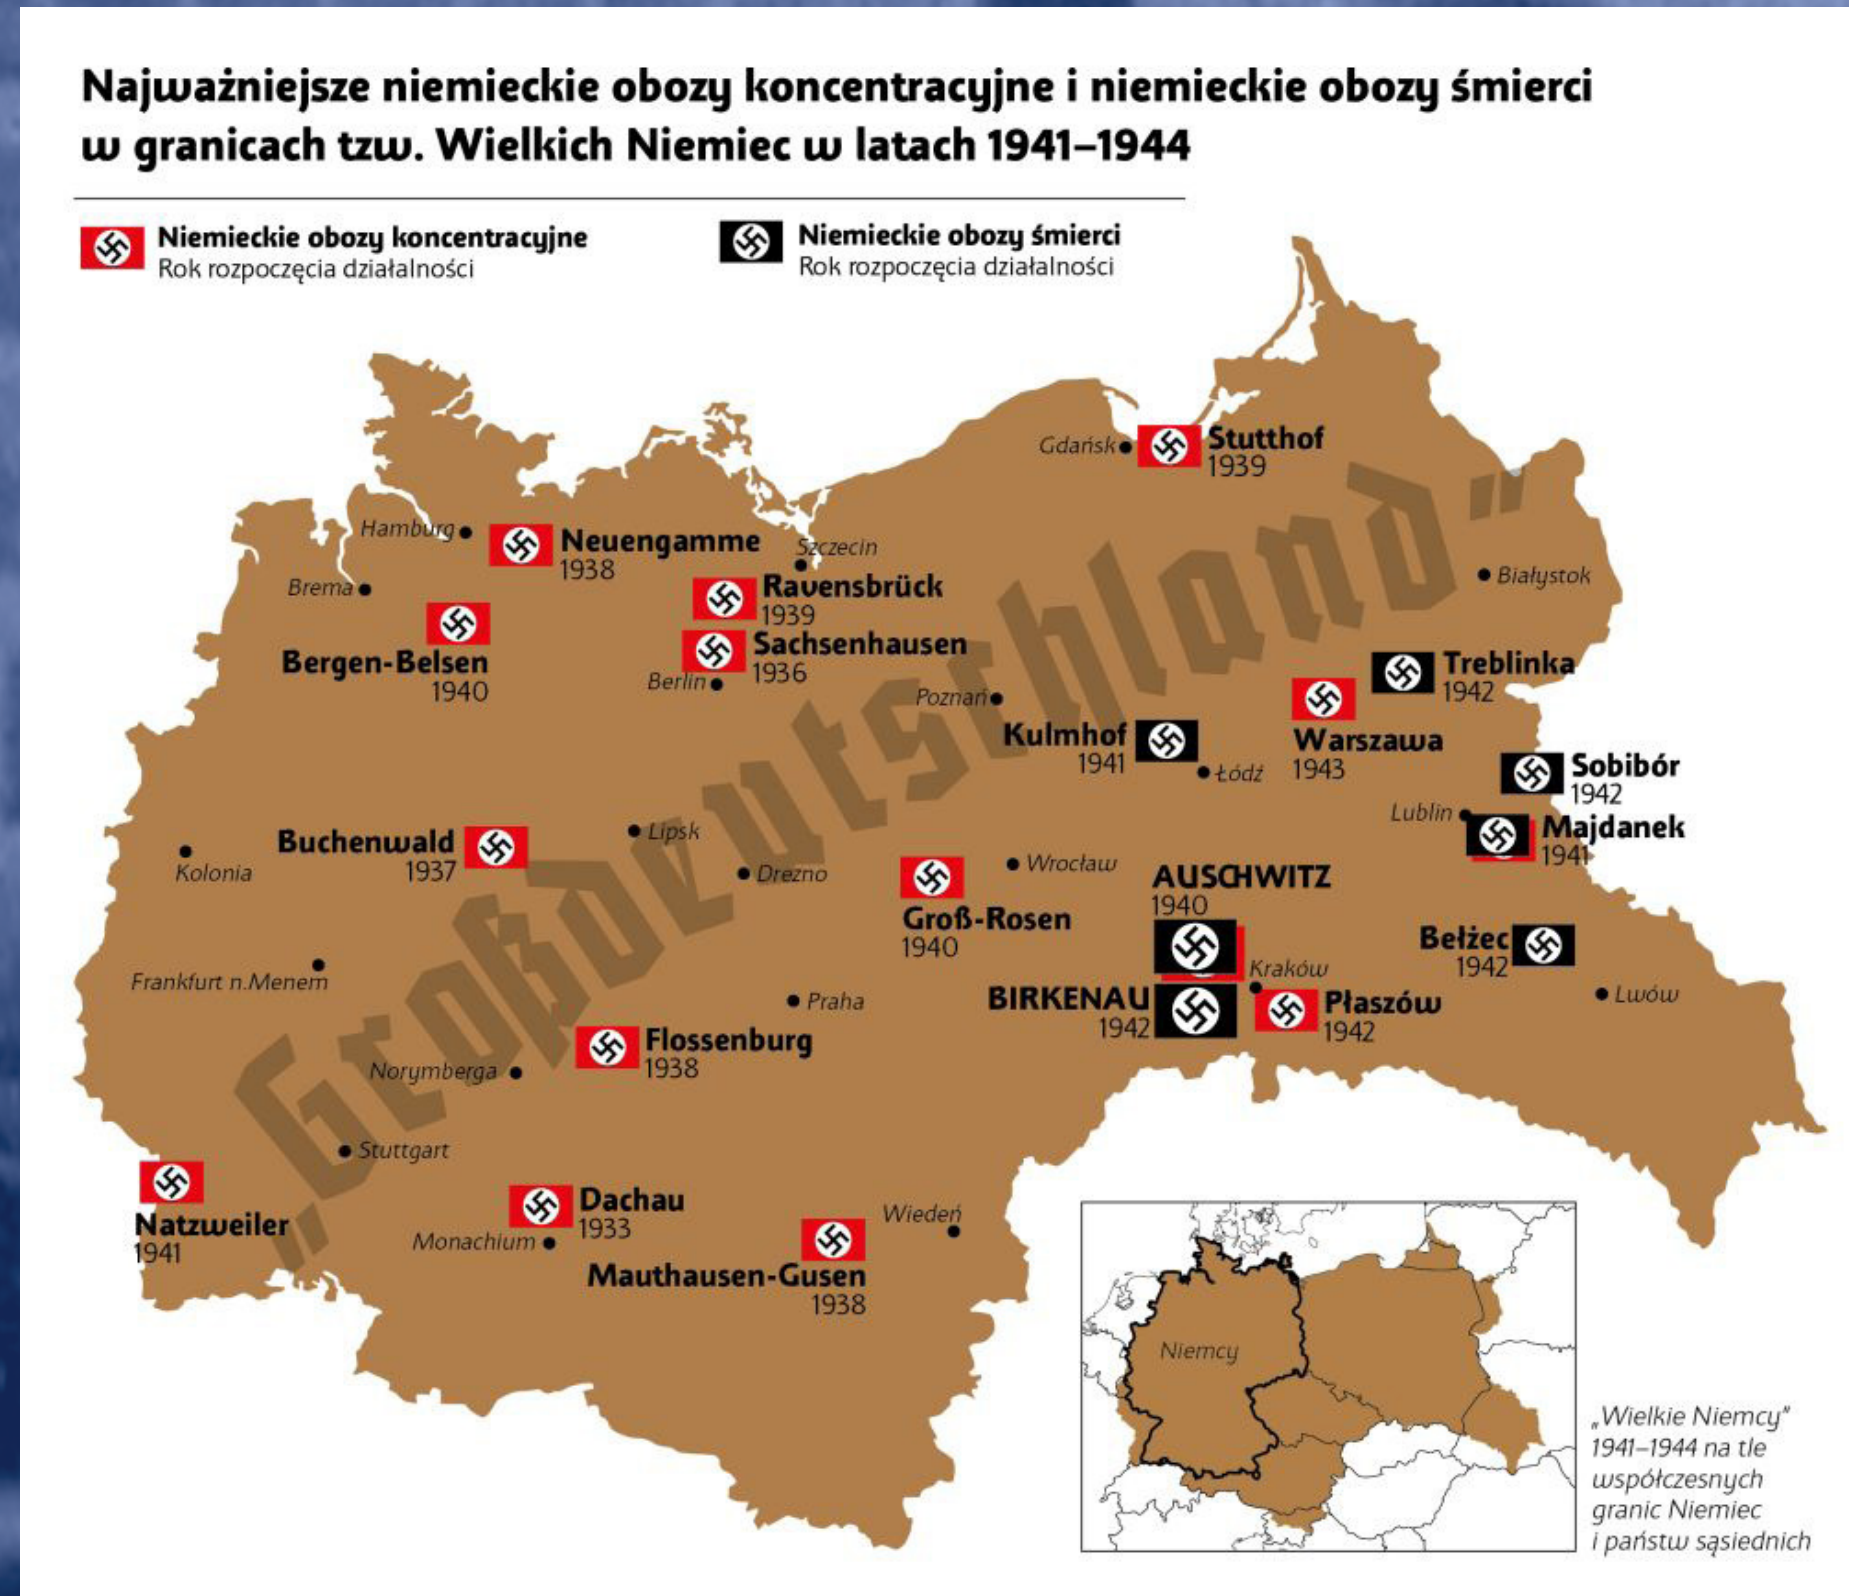 Najważniejsze niemieckie obozy koncentracyjne i niemieckie obozy śmierci
w granicach tzw. Wielkich Niemiec w latach 1941–1944
Niemieckie obozy koncentracyjne
Rok rozpoczęcia działalności
Niemieckie obozy śmierci
Rok rozpoczęcia działalności
„Großdeutschland”
Gdańsk
Stutthof
1939
Hamburg
Neuengamme
1938
Szczecin
Brema
Ravensbrück
1939
Białystok
Bergen-Belsen
1940
Sachsenhausen
1936
Berlin
Poznań
Treblinka
1942
Kulmhof
1941
Łódź
Warszawa
1943
Sobibór
1942
Lublin
Majdanek
1941
Kolonia
Buchenwald
1937
Lipsk
Drezno
Wrocław
Groß-Rosen
1940
AUSCHWITZ
1940
Bełżec
1942
Kraków
Lwów
Frankfurt n.Menem
Praha
BIRKENAU
1942
Płaszów
1942
Flossenburg
1938
Norymberga
Stuttgart
Natzweiler
1941
Dachau
1933
Monachium
Wiedeń
Mauthausen-Gusen
1938
Niemcy
„Wielkie Niemcy”
1941–1944 na tle
współczesnych
granic Niemiec
i państw sąsiednich